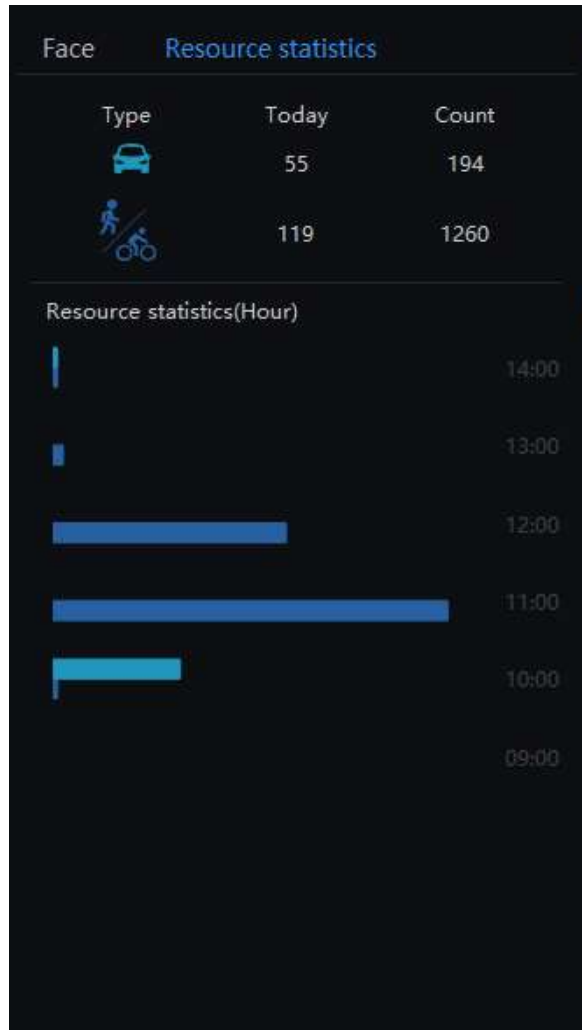 Face Resource statistics
Type Today Count
55 194
119 1260
Resource statistics(Hour)
14:00
13:00
12:00
11:00
10:00
09:00